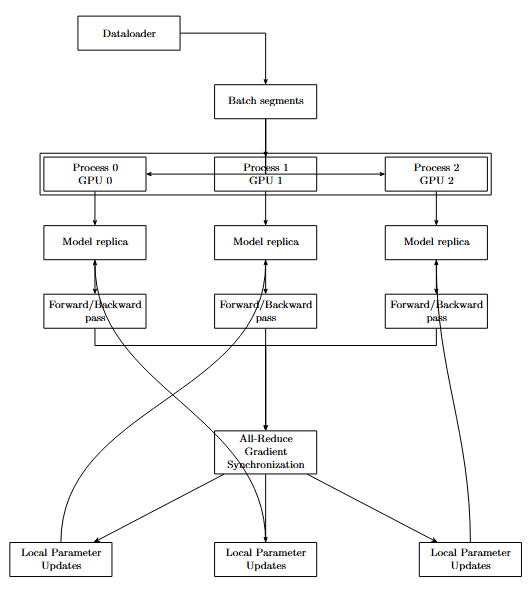 Dataloader
Batch segments
Process 0
GPU 0
Process 1
GPU 1
Process 2
GPU 2
Model replica
Model replica
Model replica
Forward/Backward
pass
Forward/Backward
pass
Forward/Backward
pass
All-Reduce
Gradient
Synchronization
Local Parameter
Updates
Local Parameter
Updates
Local Parameter
Updates